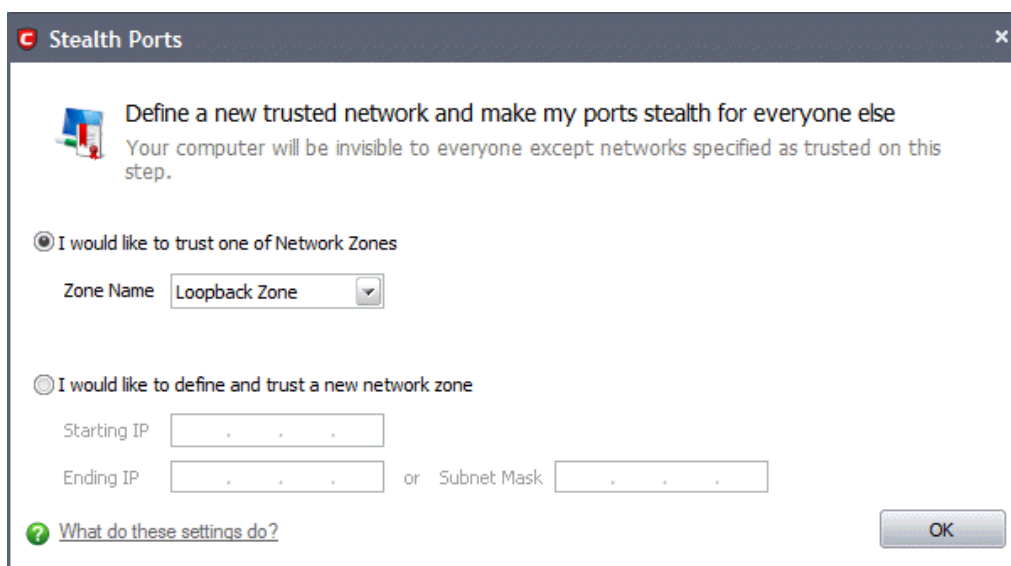 Stealth Ports
Define a new trusted network and make my ports stealth for everyone else
Your computer will be invisible to everyone except networks specified as trusted on this
step.
I would like to trust one of Network Zones
Zone Name Loopback Zone
I would like to define and trust a new network zone
Starting IP . . .
Ending IP . . . or Subnet Mask . . .
What do these settings do?
OK